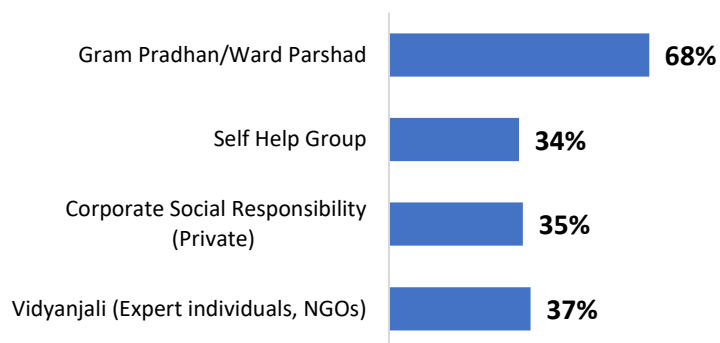 Gram Pradhan/Ward Parshad
68%
Self Help Group
34%
Corporate Social Responsibility
(Private)
35%
Vidyanjali (Expert individuals, NGOs)
37%